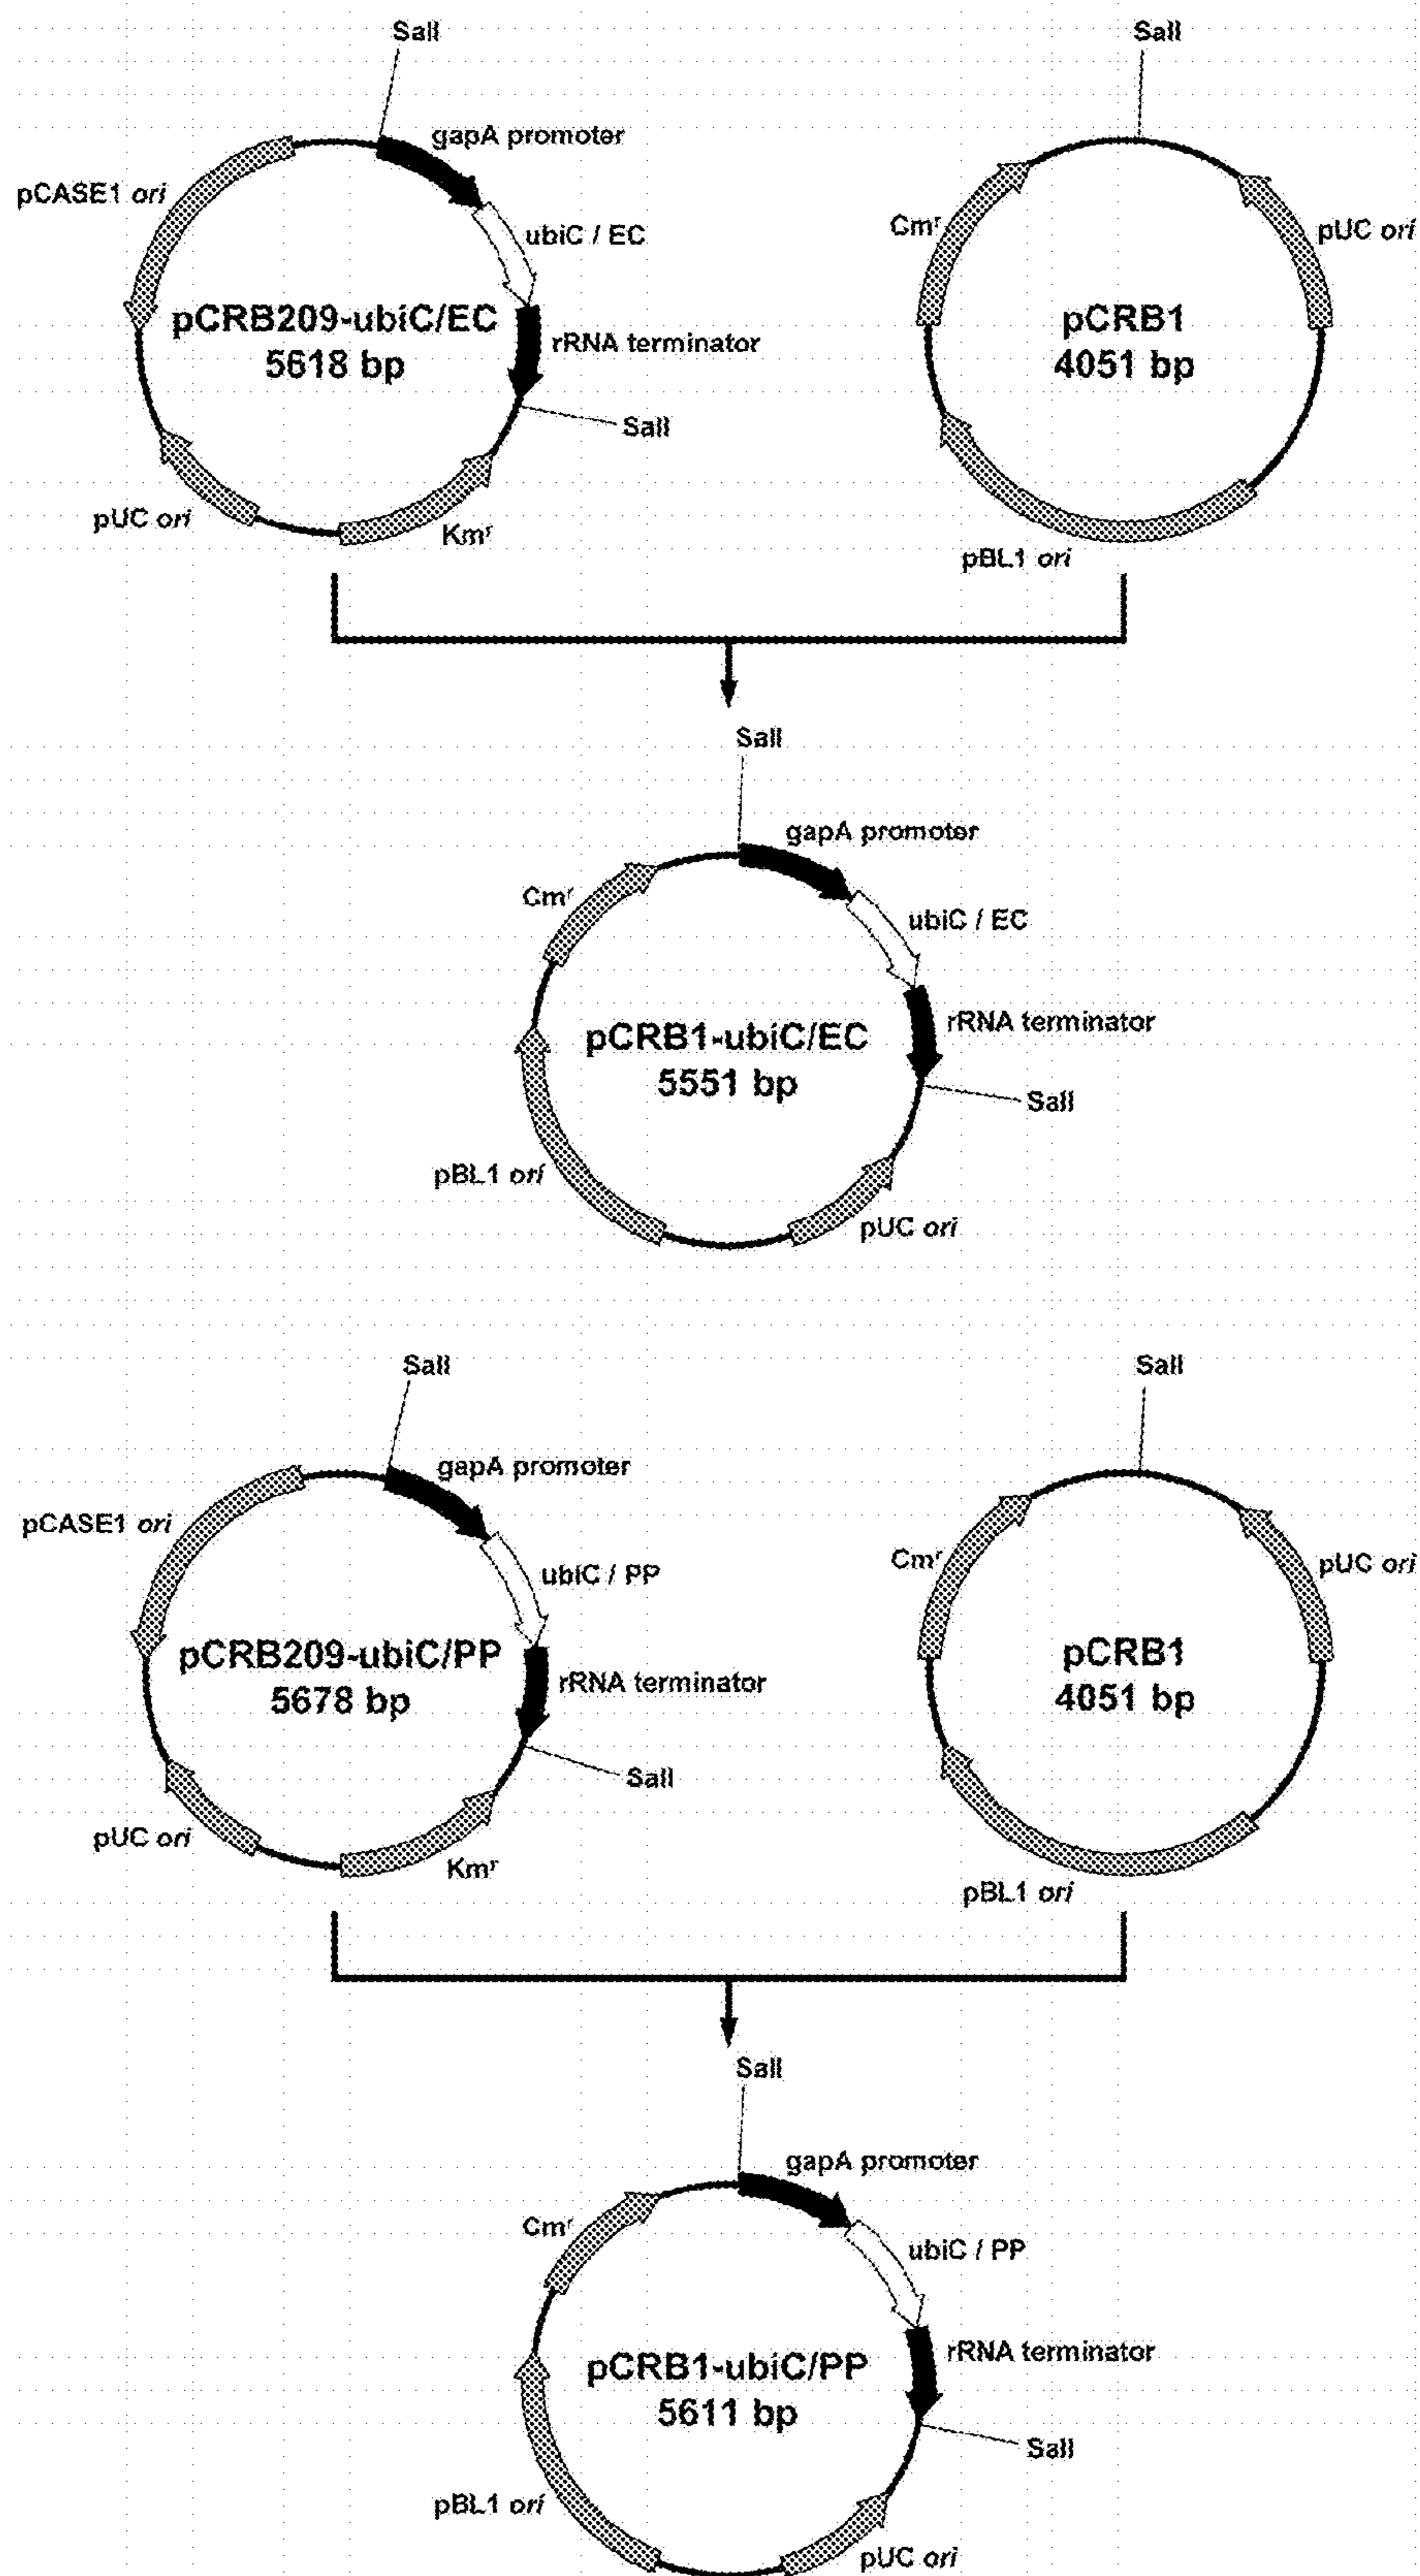 SalI
gapA promoter
pCASE1 ori
ubiC / EC
pCRB209-ubiC/EC
5618 bp
rRNA terminator
SalI
pUC ori
Kmr
SalI
Cmr
pUC ori
pCRB1
4051 bp
pBL1 ori
SalI
gapA promoter
Cmr
ubiC / EC
pCRB1-ubiC/EC
5551 bp
rRNA terminator
SalI
pBL1 ori
pUC ori
SalI
gapA promoter
pCASE1 ori
ubiC / PP
pCRB209-ubiC/PP
5678 bp
rRNA terminator
SalI
pUC ori
Kmr
SalI
Cmr
pUC ori
pCRB1
4051 bp
pBL1 ori
SalI
gapA promoter
Cmr
ubiC / PP
pCRB1-ubiC/PP
5611 bp
rRNA terminator
SalI
pBL1 ori
pUC ori